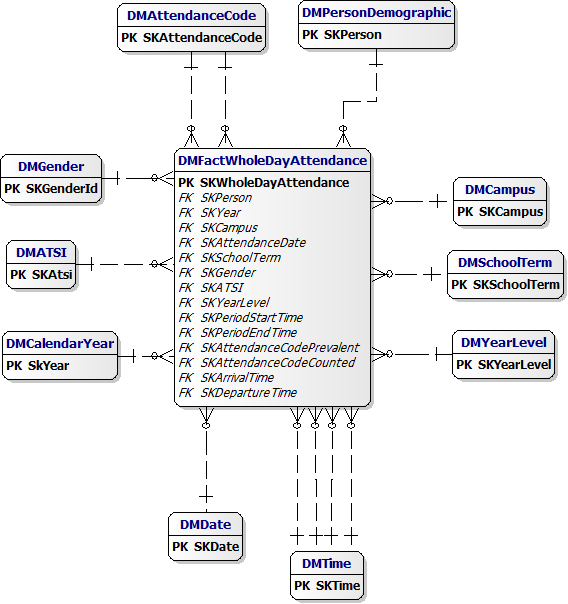 DMAttendanceCode
PK SKAttendanceCode
DMPersonDemographic
PK SKPerson
DMGender
PK SKGenderId
DMATSI
PK SKAtsi
DMCalendarYear
PK SkYear
DMFactWholeDayAttendance
PK SKWholeDayAttendance
FK SKPerson
FK SKYear
FK SKCampus
FK SKAttendanceDate
FK SKSchoolTerm
FK SKGender
FK SKATSI
FK SKYearLevel
FK SKPeriodStartTime
FK SKPeriodEndTime
FK SKAttendanceCodePrevalent
FK SKAttendanceCodeCounted
FK SKArrivalTime
FK SKDepartureTime
DMCampus
PK SKCampus
DMSchoolTerm
PK SKSchoolTerm
DMYearLevel
PK SKYearLevel
DMDate
PK SKDate
DMTime
PK SKTime